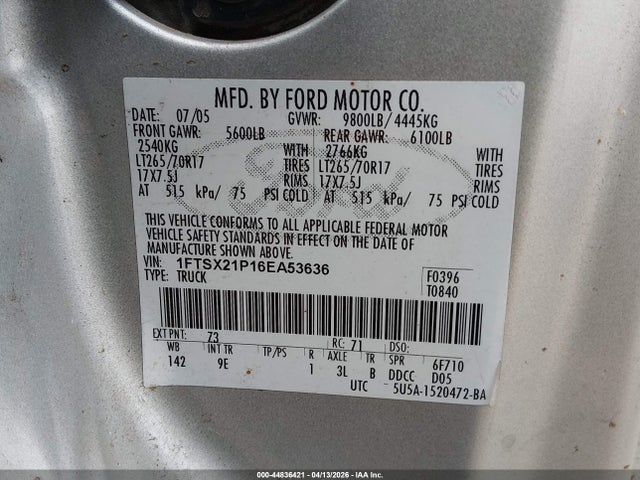 MFD. BY FORD MOTOR CO.
DATE: 07/05 GVWR: 9800LB/4445KG
FRONT GAWR: 5600LB REAR GAWR: 6100LB
2540KG WITH 2766KG WITH
LT265/70R17 TIRES LT265/70R17 TIRES
17X7.5J RIMS 17X7.5J RIMS
AT 515 kPa/ 75 PSI COLD AT 515 kPa/ 75 PSI COLD
Ford
THIS VEHICLE CONFORMS TO ALL APPLICABLE FEDERAL MOTOR
VEHICLE SAFETY STANDARDS IN EFFECT ON THE DATE OF
MANUFACTURE SHOWN ABOVE.
VIN: 1FTSX21P16EA53636 F0396
TYPE: TRUCK T0840
EXT PNT: 73 RC: 71 DSO:
WB INT TR TP/PS R AXLE TR SPR 6F710
142 9E 1 3L B DDCC D05
UTC 5U5A-1520472-BA
000-44836421 - 04/13/2026 - IAA Inc.